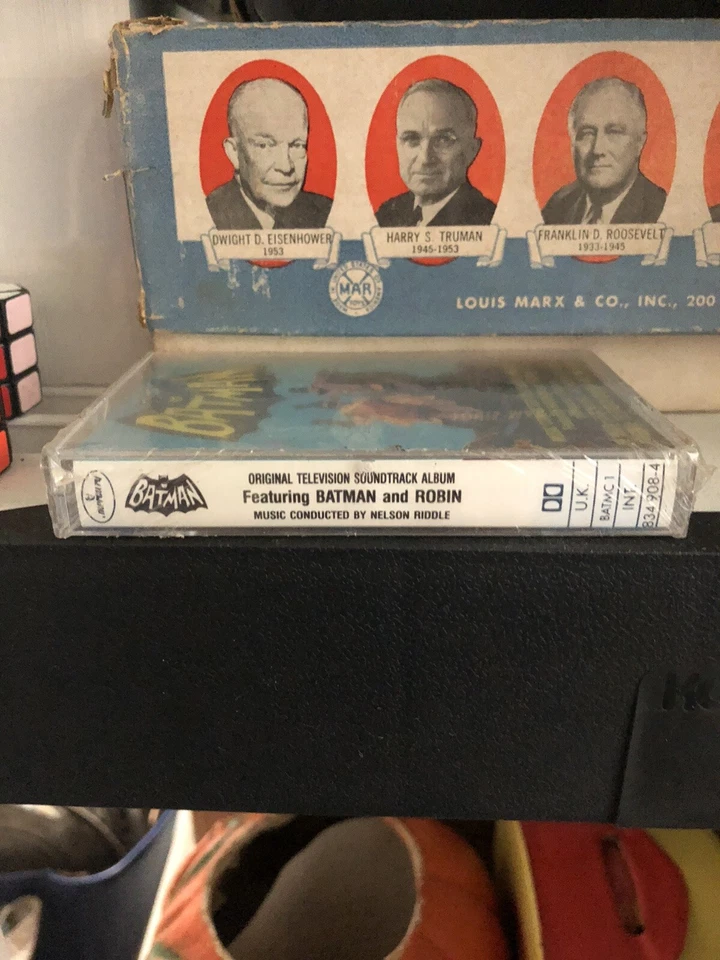 DWIGHT D. EISENHOWER
1953
HARRY S. TRUMAN
1945-1953
FRANKLIN D. ROOSEVELT
1933-1945
MAR
LOUIS MARX & CO., INC., 200
BATMAN
BATMAN
ORIGINAL TELEVISION SOUNDTRACK ALBUM
Featuring BATMAN and ROBIN
MUSIC CONDUCTED BY NELSON RIDDLE
U.K.
BATMC 1
INT.
834 908-4